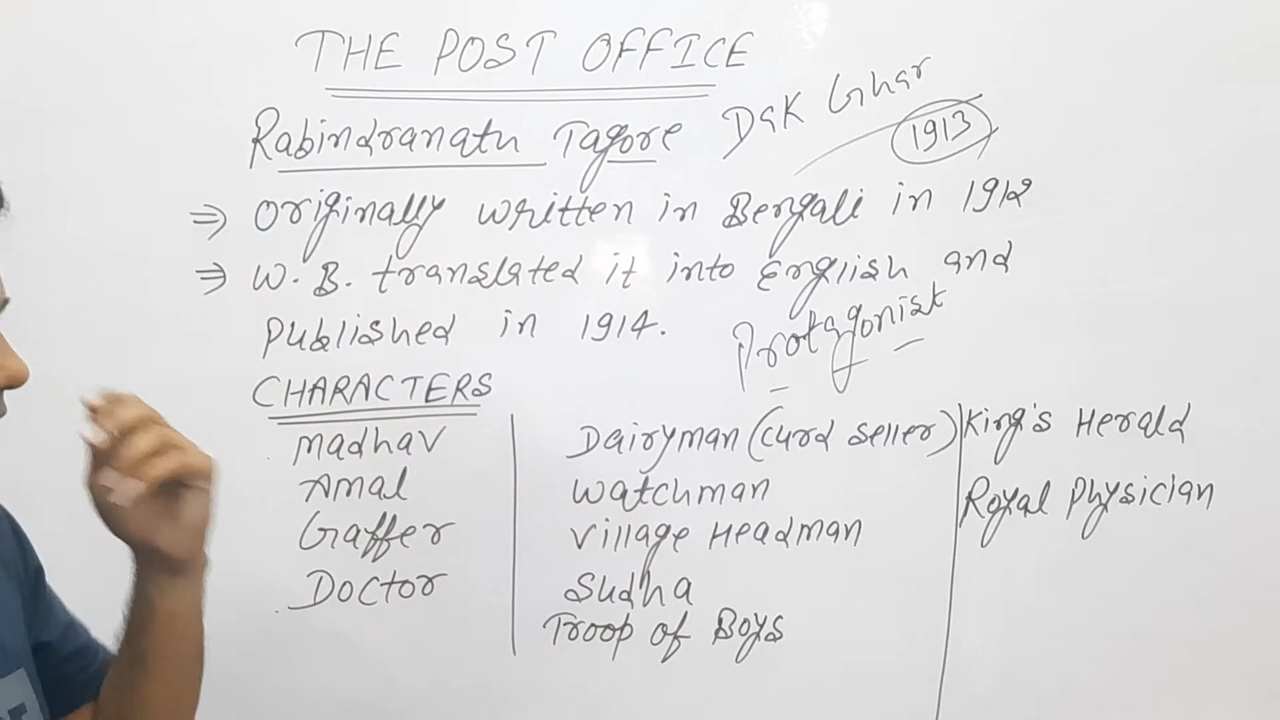 THE POST OFFICE
Rabindranath Tagore Dak Ghar
1913
⇒ Originally written in Bengali in 1912
⇒ W. B. translated it into English and
Published in 1914.
Protagonist
CHARACTERS
Madhav
Amal
Gaffer
Doctor
Dairyman (Curd Seller)
Watchman
Village Headman
Sudha
Troop of Boys
King's Herald
Royal Physician